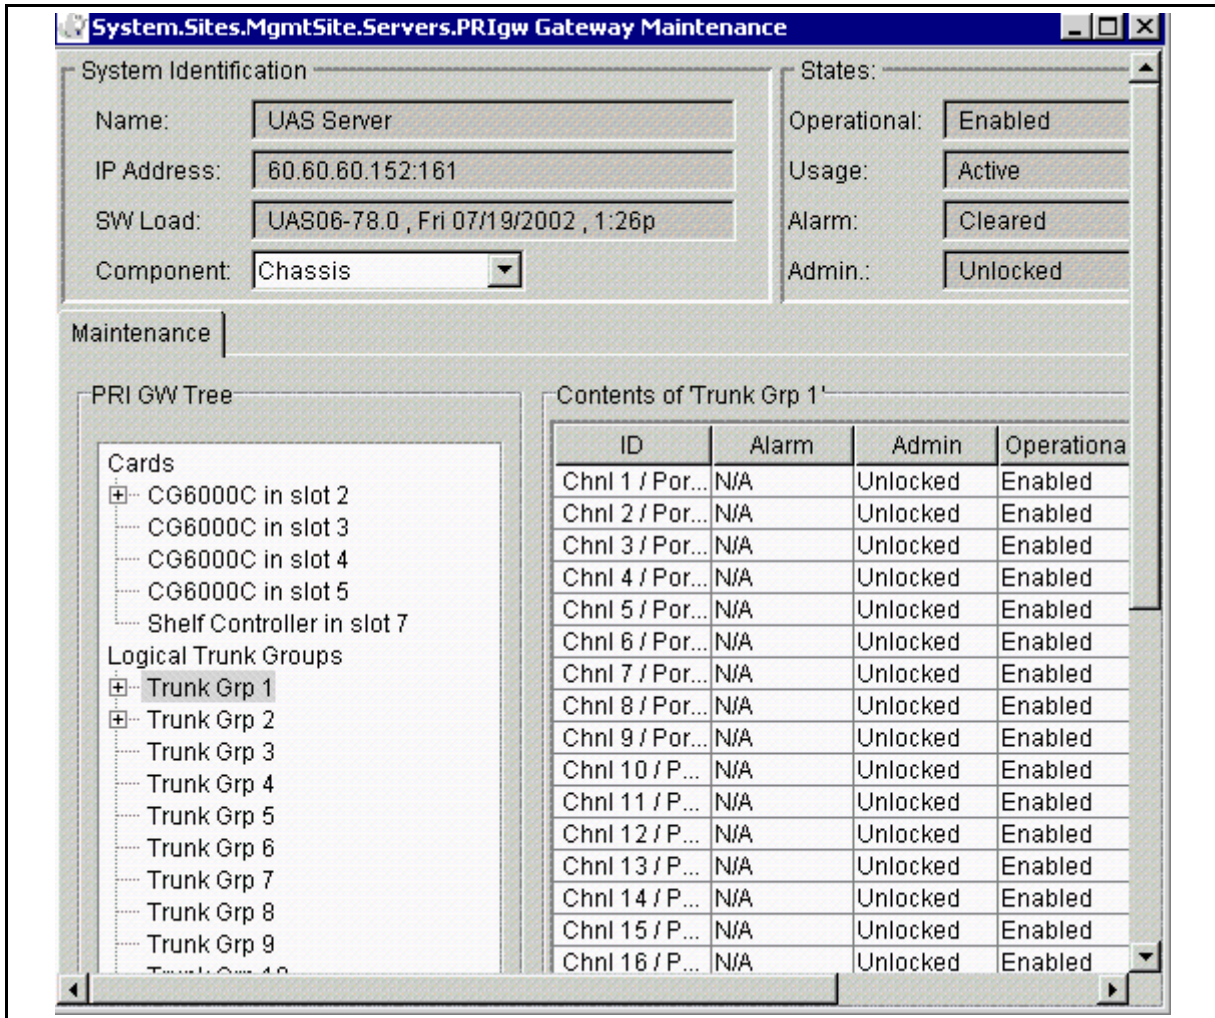 System.Sites.MgmtSite.Servers.PRIgw Gateway Maintenance
System Identification
Name: UAS Server
IP Address: 60.60.60.152:161
SW Load: UAS06-78.0 , Fri 07/19/2002 , 1:26p
Component: Chassis
States:
Operational: Enabled
Usage: Active
Alarm: Cleared
Admin.: Unlocked
Maintenance
PRI GW Tree
Cards
CG6000C in slot 2
CG6000C in slot 3
CG6000C in slot 4
CG6000C in slot 5
Shelf Controller in slot 7
Logical Trunk Groups
Trunk Grp 1
Trunk Grp 2
Trunk Grp 3
Trunk Grp 4
Trunk Grp 5
Trunk Grp 6
Trunk Grp 7
Trunk Grp 8
Trunk Grp 9
Contents of 'Trunk Grp 1'
ID Alarm Admin Operationa
Chnl 1 / Por... N/A Unlocked Enabled
Chnl 2 / Por... N/A Unlocked Enabled
Chnl 3 / Por... N/A Unlocked Enabled
Chnl 4 / Por... N/A Unlocked Enabled
Chnl 5 / Por... N/A Unlocked Enabled
Chnl 6 / Por... N/A Unlocked Enabled
Chnl 7 / Por... N/A Unlocked Enabled
Chnl 8 / Por... N/A Unlocked Enabled
Chnl 9 / Por... N/A Unlocked Enabled
Chnl 10 / P... N/A Unlocked Enabled
Chnl 11 / P... N/A Unlocked Enabled
Chnl 12 / P... N/A Unlocked Enabled
Chnl 13 / P... N/A Unlocked Enabled
Chnl 14 / P... N/A Unlocked Enabled
Chnl 15 / P... N/A Unlocked Enabled
Chnl 16 / P... N/A Unlocked Enabled